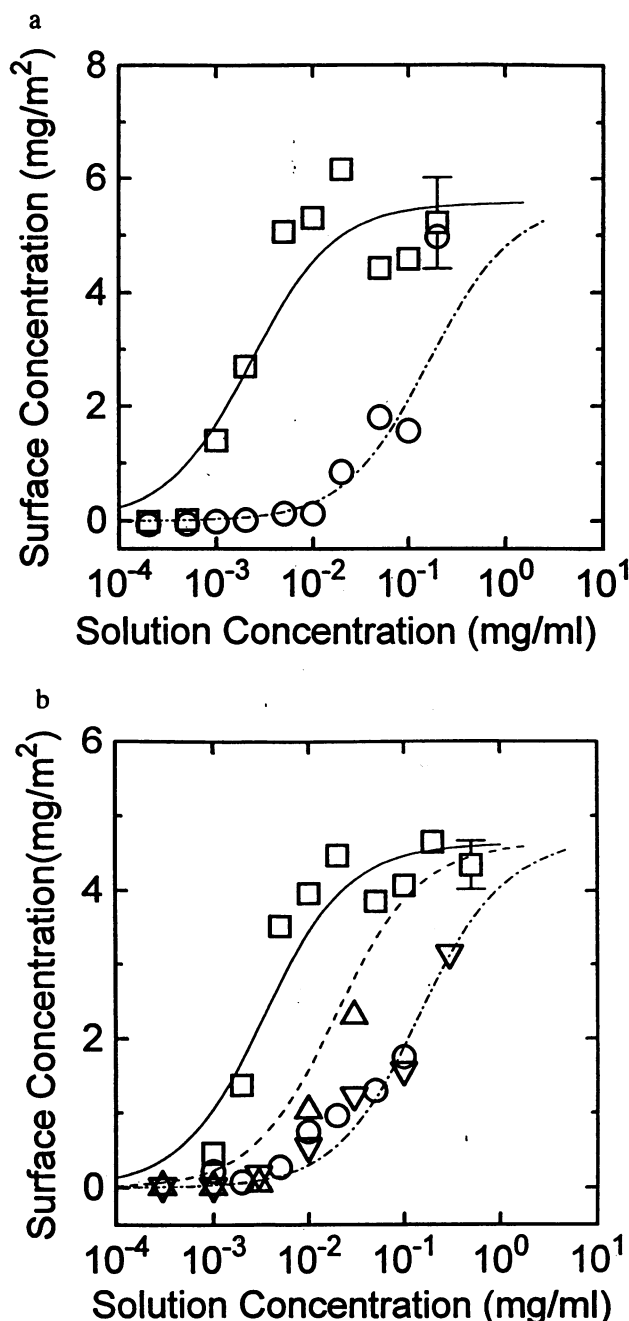 a
8
6
4
2
0
Surface Concentration (mg/m²)
10⁻⁴ 10⁻³ 10⁻² 10⁻¹ 10⁰ 10¹
Solution Concentration (mg/ml)
b
6
4
2
0
Surface Concentration(mg/m²)
10⁻⁴ 10⁻³ 10⁻² 10⁻¹ 10⁰ 10¹
Solution Concentration (mg/ml)